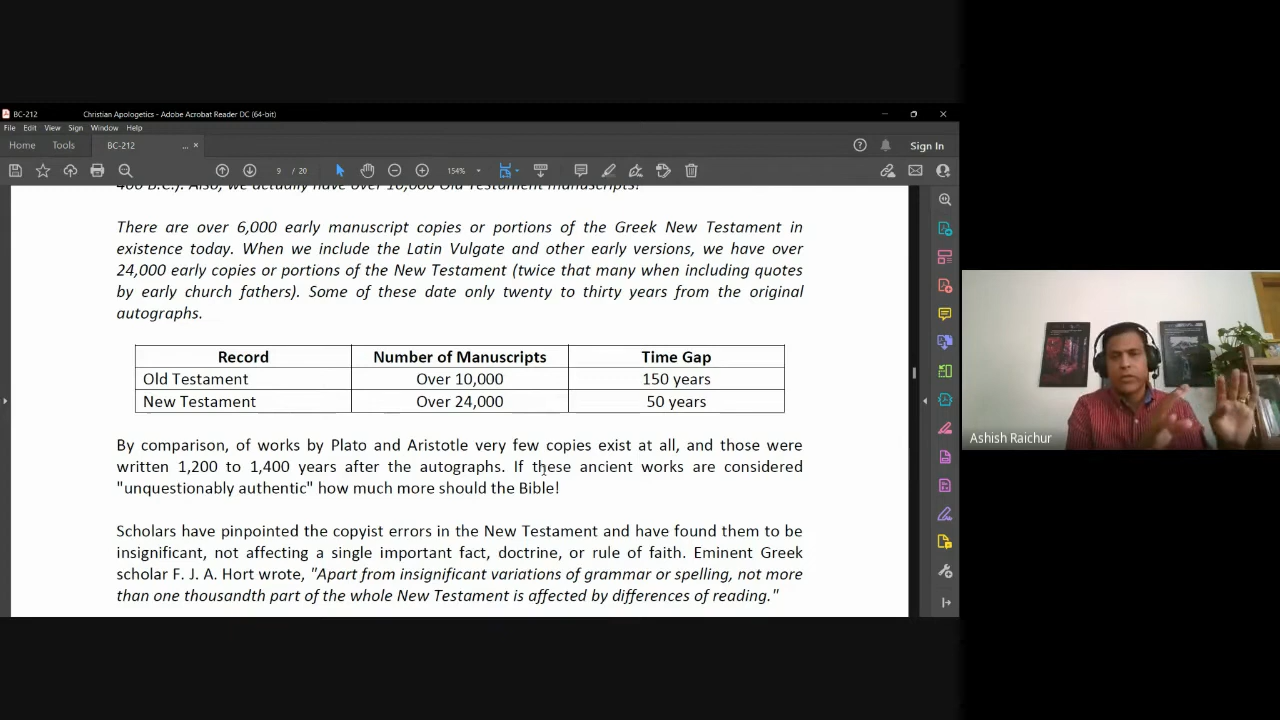 BC-212 Christian Apologetics - Adobe Acrobat Reader DC (64-bit)
File Edit View Sign Window Help
Home Tools BC-212 ... × Sign In
9 / 20 154%
400 B.C.). Also, we actually have over 10,000 Old Testament manuscripts!
There are over 6,000 early manuscript copies or portions of the Greek New Testament in
existence today. When we include the Latin Vulgate and other early versions, we have over
24,000 early copies or portions of the New Testament (twice that many when including quotes
by early church fathers). Some of these date only twenty to thirty years from the original
autographs.
Record Number of Manuscripts Time Gap
Old Testament Over 10,000 150 years
New Testament Over 24,000 50 years
By comparison, of works by Plato and Aristotle very few copies exist at all, and those were
written 1,200 to 1,400 years after the autographs. If these ancient works are considered
"unquestionably authentic" how much more should the Bible!
Scholars have pinpointed the copyist errors in the New Testament and have found them to be
insignificant, not affecting a single important fact, doctrine, or rule of faith. Eminent Greek
scholar F. J. A. Hort wrote, "Apart from insignificant variations of grammar or spelling, not more
than one thousandth part of the whole New Testament is affected by differences of reading."
Ashish Raichur